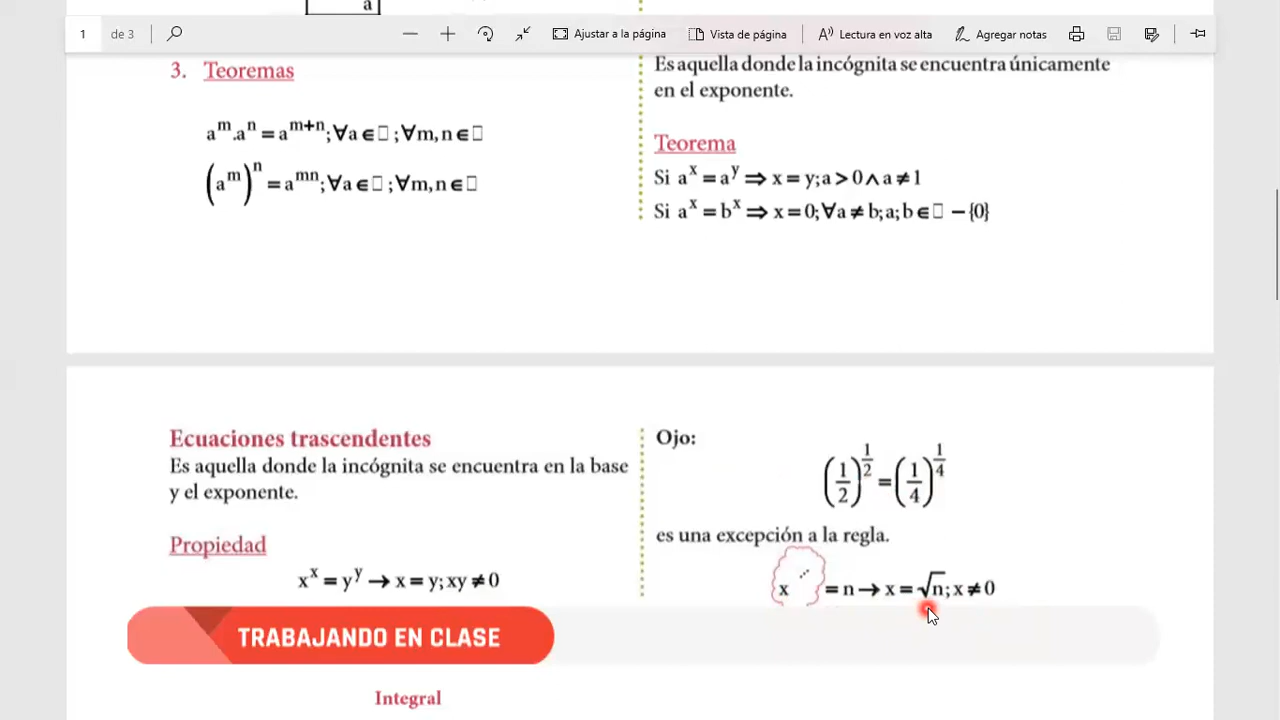 a
1 de 3 Ajustar a la página Vista de página Lectura en voz alta Agregar notas
3. Teoremas
a^m.a^n = a^{m+n};∀a∈□;∀m,n∈□
(a^m)^n = a^{mn};∀a∈□;∀m,n∈□
Es aquella donde la incógnita se encuentra únicamente
en el exponente.
Teorema
Si a^x = a^y ⇒ x = y;a > 0 ∧ a ≠ 1
Si a^x = b^x ⇒ x = 0;∀a ≠ b;a;b∈□ − {0}
Ecuaciones trascendentes
Es aquella donde la incógnita se encuentra en la base
y el exponente.
Propiedad
x^x = y^y → x = y; xy ≠ 0
Ojo:
(1/2)^{1/2} = (1/4)^{1/4}
es una excepción a la regla.
x^⋰ = n → x = √n; x ≠ 0
TRABAJANDO EN CLASE
Integral